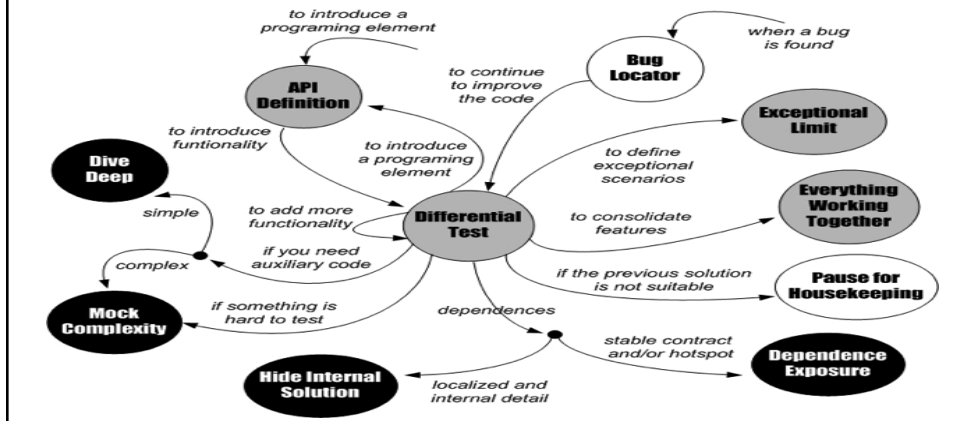 to introduce a
programing element
when a bug
is found
Bug
Locator
to continue
to improve
the code
API
Definition
Exceptional
Limit
to introduce
funtionality
to introduce
a programing
element
to define
exceptional
scenarios
Dive
Deep
Everything
Working
Together
simple
to add more
functionality
Differential
Test
to consolidate
features
if you need
auxiliary code
complex
if the previous solution
is not suitable
Pause for
Housekeeping
Mock
Complexity
if something is
hard to test
dependences
stable contract
and/or hotspot
Dependence
Exposure
Hide Internal
Solution
localized and
internal detail